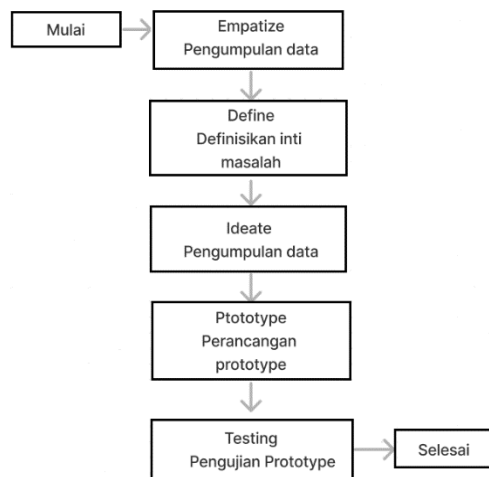 Mulai
Empatize
Pengumpulan data
Define
Definisikan inti
masalah
Ideate
Pengumpulan data
Ptototype
Perancangan
prototype
Testing
Pengujian Prototype
Selesai